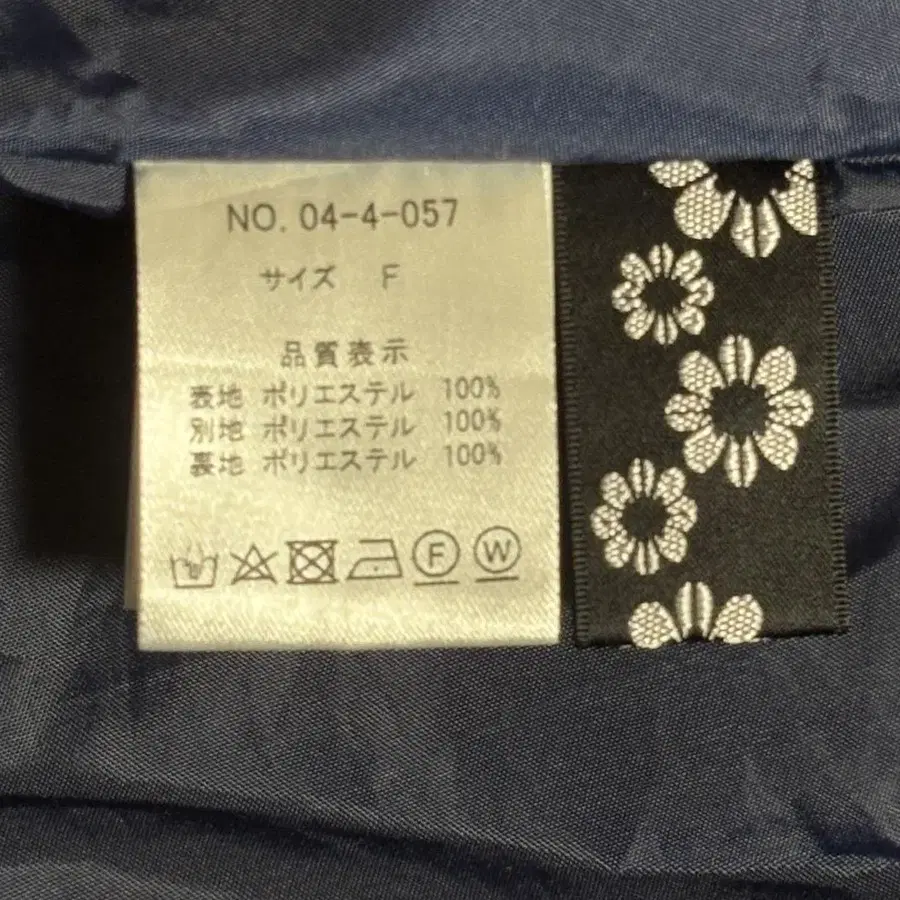 NO. 04-4-057
サイズ F
品質表示
表地 ポリエステル 100%
別地 ポリエステル 100%
裏地 ポリエステル 100%
F W